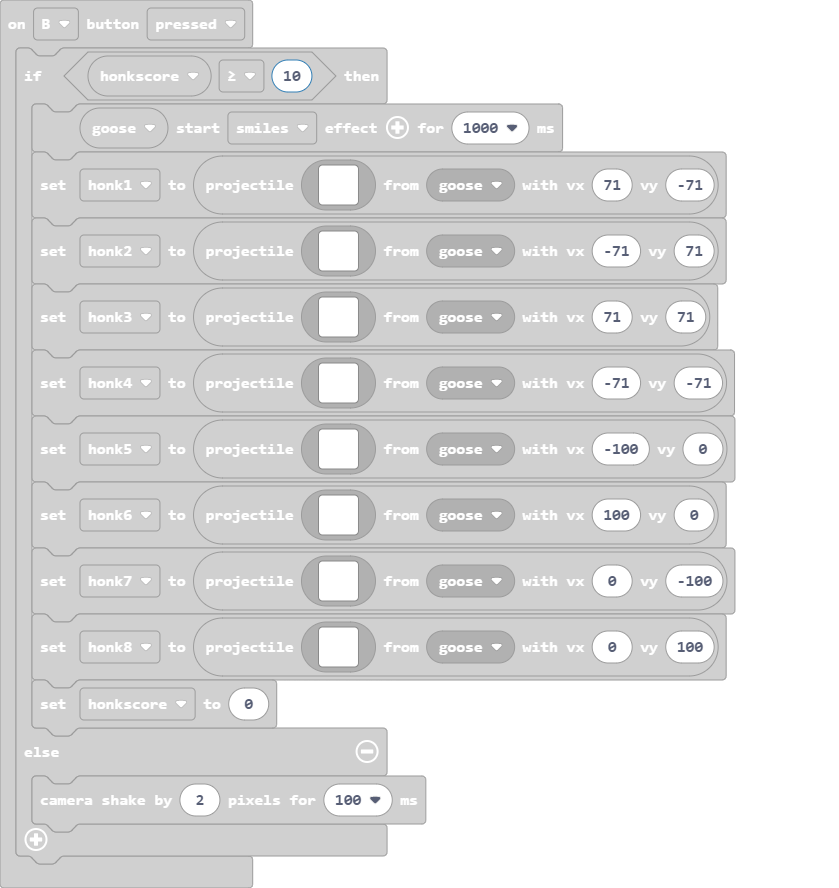 on B button pressed
if honkscore ≥ 10 then
goose start smiles effect for 1000 ms
set honk1 to projectile from goose with vx 71 vy -71
set honk2 to projectile from goose with vx -71 vy 71
set honk3 to projectile from goose with vx 71 vy 71
set honk4 to projectile from goose with vx -71 vy -71
set honk5 to projectile from goose with vx -100 vy 0
set honk6 to projectile from goose with vx 100 vy 0
set honk7 to projectile from goose with vx 0 vy -100
set honk8 to projectile from goose with vx 0 vy 100
set honkscore to 0
else
camera shake by 2 pixels for 100 ms